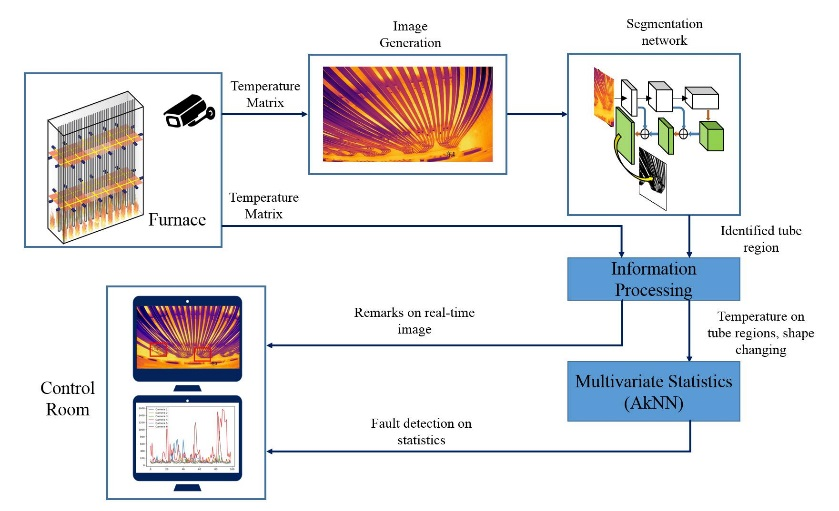 Image
Generation
Segmentation
network
Temperature
Matrix
Furnace
Temperature
Matrix
Identified tube
region
Information
Processing
Remarks on real-time
image
Temperature on
tube regions, shape
changing
Control
Room
Multivariate Statistics
(AkNN)
Fault detection on
statistics